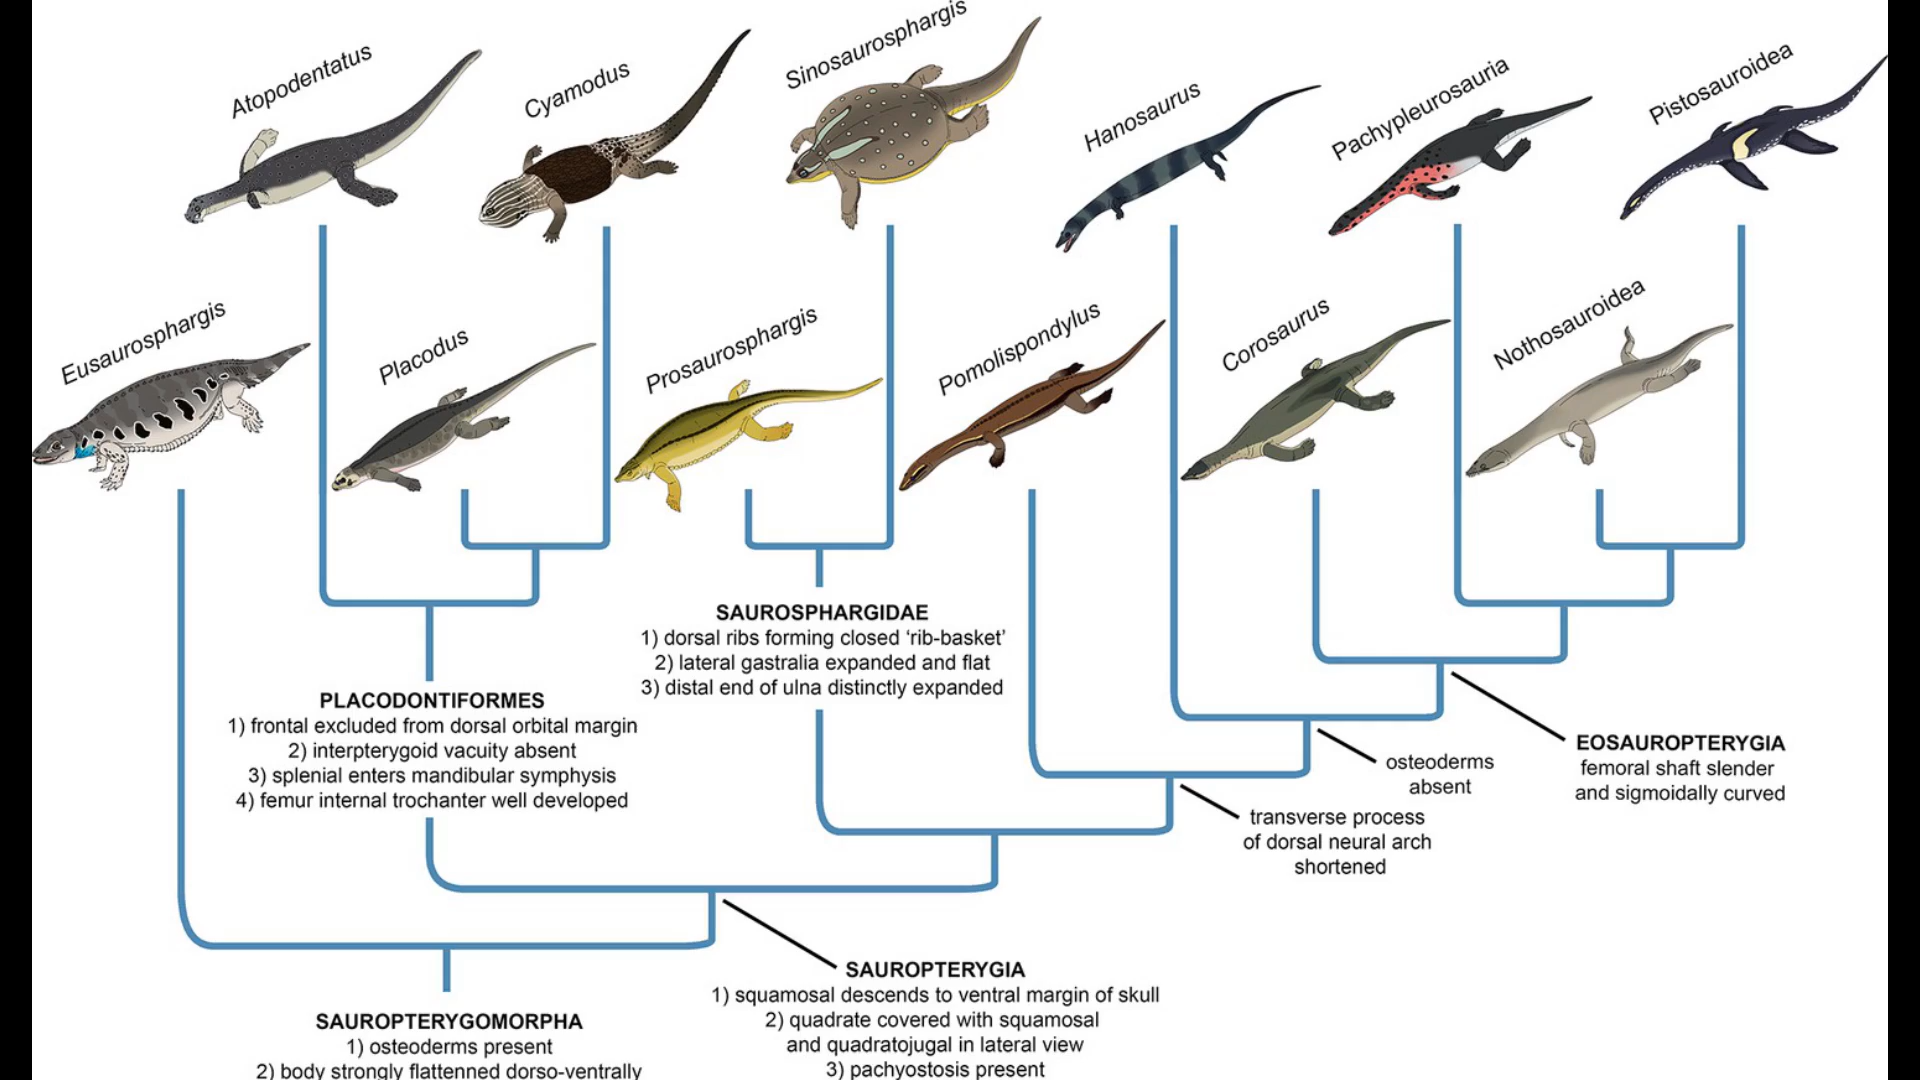 Atopodentatus
Cyamodus
Sinosaurosphargis
Hanosaurus
Pachypleurosauria
Pistosauroidea
Eusaurosphargis
Placodus
Prosaurosphargis
Pomolispondylus
Corosaurus
Nothosauroidea
SAUROSPHARGIDAE
1) dorsal ribs forming closed ‘rib-basket’
2) lateral gastralia expanded and flat
3) distal end of ulna distinctly expanded
PLACODONTIFORMES
1) frontal excluded from dorsal orbital margin
2) interpterygoid vacuity absent
3) splenial enters mandibular symphysis
4) femur internal trochanter well developed
EOSAUROPTERYGIA
femoral shaft slender
and sigmoidally curved
osteoderms
absent
transverse process
of dorsal neural arch
shortened
SAUROPTERYGIA
1) squamosal descends to ventral margin of skull
2) quadrate covered with squamosal
and quadratojugal in lateral view
3) pachyostosis present
SAUROPTERYGOMORPHA
1) osteoderms present
2) body strongly flattenned dorso-ventrally